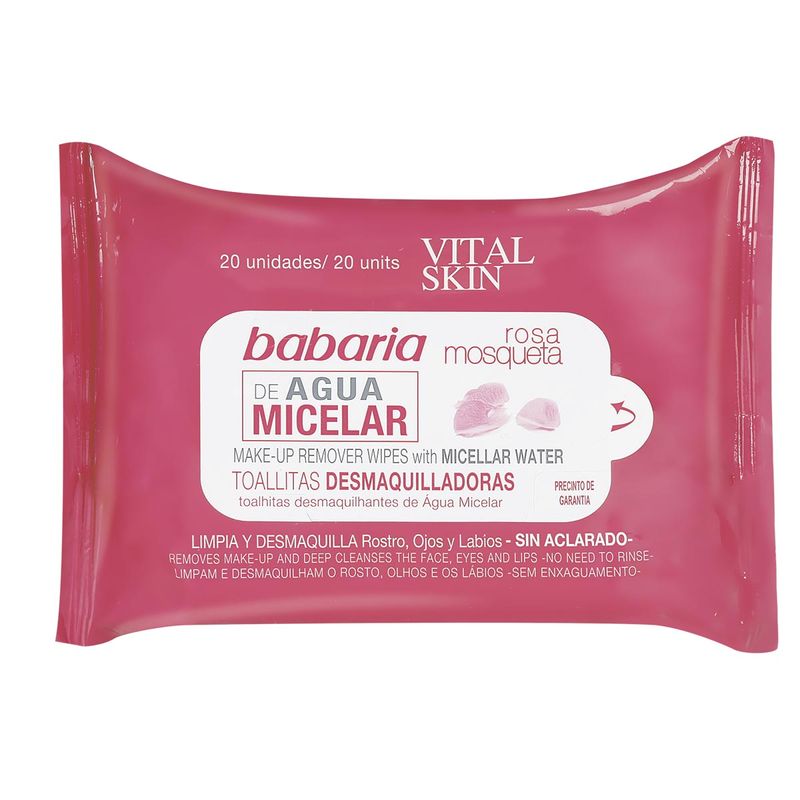 20 unidades/ 20 units
VITAL
SKIN
babaria
rosa
mosqueta
DE AGUA
MICELAR
MAKE-UP REMOVER WIPES with MICELLAR WATER
TOALLITAS DESMAQUILLADORAS
toalhitas desmaquilhantes de Água Micelar
PRECINTO DE
GARANTIA
LIMPIA Y DESMAQUILLA Rostro, Ojos y Labios - SIN ACLARADO-
REMOVES MAKE-UP AND DEEP CLEANSES THE FACE, EYES AND LIPS -NO NEED TO RINSE-
LIMPAM E DESMAQUILHAM O ROSTO, OLHOS E OS LÁBIOS -SEM ENXAGUAMENTO-